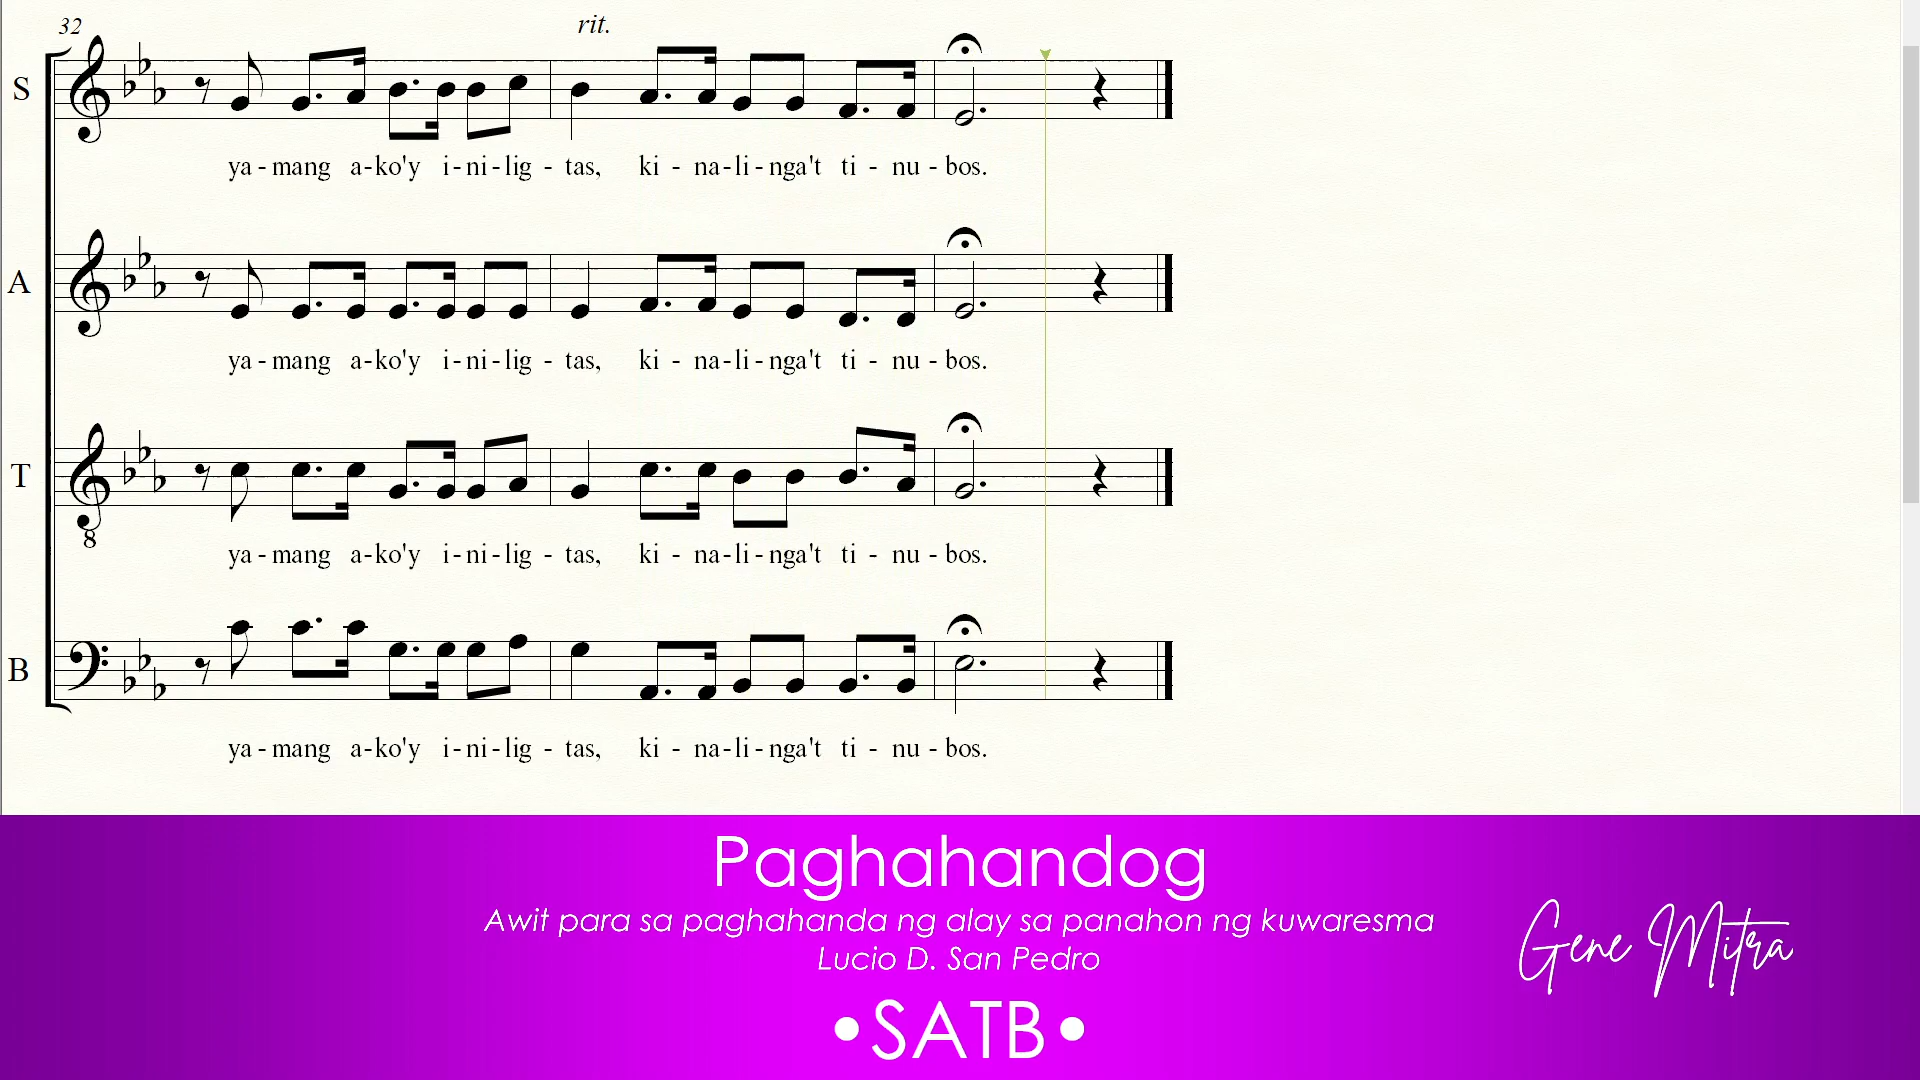 32
rit.
S
ya - mang a-ko'y i-ni-lig - tas, ki - na-li-nga't ti - nu - bos.
A
ya - mang a-ko'y i-ni-lig - tas, ki - na-li-nga't ti - nu - bos.
T
8
ya - mang a-ko'y i-ni-lig - tas, ki - na-li-nga't ti - nu - bos.
B
ya - mang a-ko'y i-ni-lig - tas, ki - na-li-nga't ti - nu - bos.
Paghahandog
Awit para sa paghahanda ng alay sa panahon ng kuwaresma
Lucio D. San Pedro
•SATB•
Gene Mitra